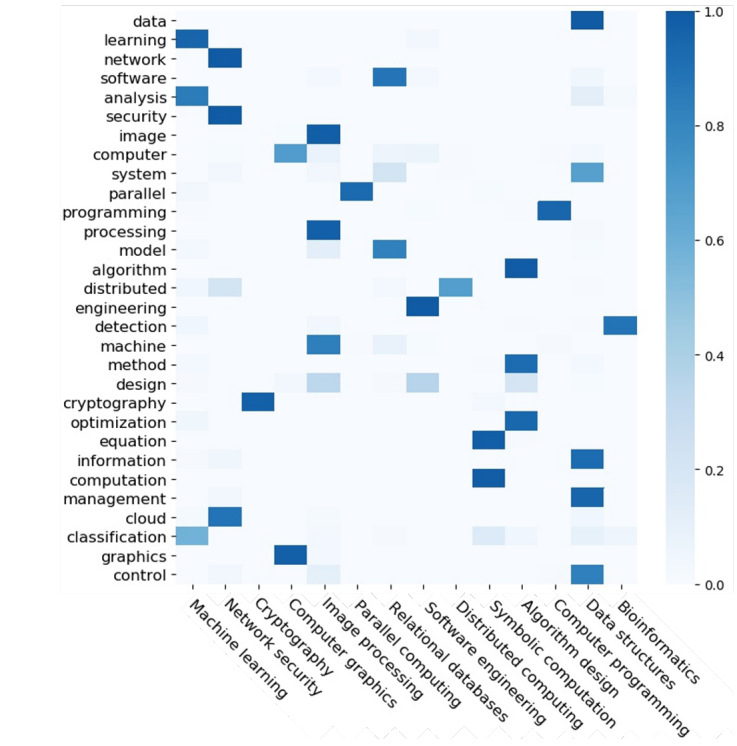 data
learning
network
software
analysis
security
image
computer
system
parallel
programming
processing
model
algorithm
distributed
engineering
detection
machine
method
design
cryptography
optimization
equation
information
computation
management
cloud
classification
graphics
control
1.0
0.8
0.6
0.4
0.2
0.0
Machine learning
Network security
Cryptography
Computer graphics
Image processing
Parallel computing
Relational databases
Software engineering
Distributed computing
Symbolic computation
Algorithm design
Computer programming
Data structures
Bioinformatics